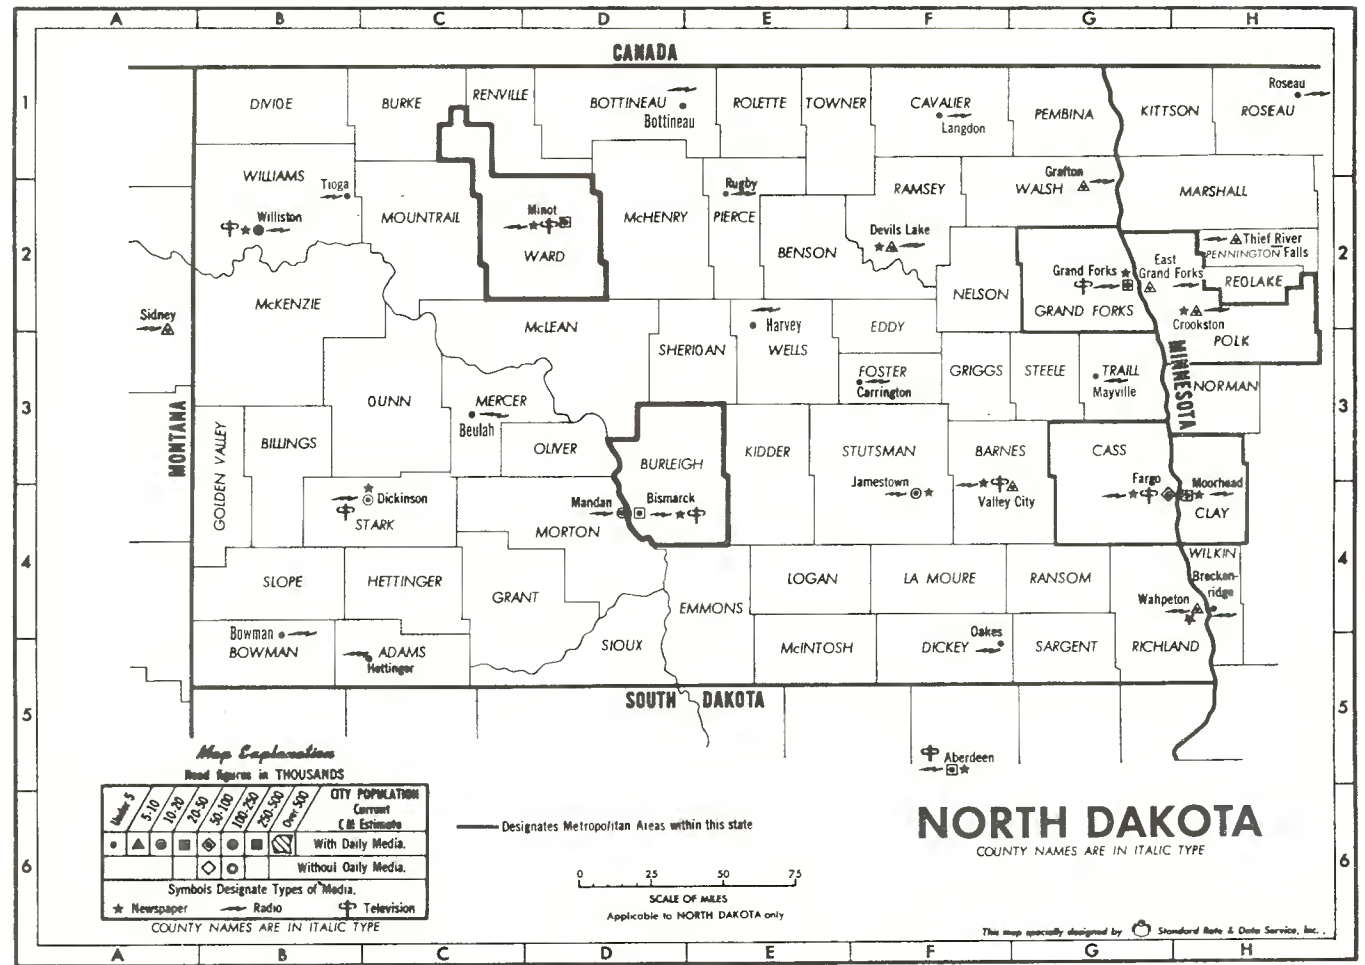 A B C D E F G H
CANADA
1 1
DIVIDE BURKE RENVILLE BOTTINEAU ROLETTE TOWNER CAVALIER PEMBINA KITTSON ROSEAU
Roseau
Bottineau
Langdon
WILLIAMS
Tioga
Williston
MOUNTRAIL
Minot
WARD
McHENRY
Rugby
PIERCE
BENSON
RAMSEY
Devils Lake
Grafton
WALSH
MARSHALL
2 2
Thief River
PENNINGTON Falls
East
Grand Forks
Grand Forks
GRAND FORKS
REDLAKE
Crookston
POLK
NELSON
McKENZIE
Sidney
McLEAN
SHERIDAN
Harvey
WELLS
EDDY
FOSTER
Carrington
GRIGGS
STEELE
TRAILL
Mayville
MINNESOTA
NORMAN
3 3
MONTANA
GOLDEN VALLEY
BILLINGS
DUNN
MERCER
Beulah
OLIVER
BURLEIGH
KIDDER
STUTSMAN
Jamestown
BARNES
Valley City
CASS
Fargo
Moorhead
CLAY
Dickinson
STARK
Mandan
Bismarck
MORTON
4 4
SLOPE
HETTINGER
GRANT
EMMONS
LOGAN
LA MOURE
RANSOM
WILKIN
Brecken-
ridge
Wahpeton
Bowman
BOWMAN
ADAMS
Hettinger
SIOUX
McINTOSH
DICKEY
Oakes
SARGENT
RICHLAND
SOUTH DAKOTA
5 5
Aberdeen
Map Explanation
Read figures in THOUSANDS
Under 5 5-10 10-20 20-50 50-100 100-250 250-500 Over 500
CITY POPULATION
Current
C M Estimate
With Daily Media.
Without Daily Media.
Symbols Designate Types of Media.
Newspaper Radio Television
COUNTY NAMES ARE IN ITALIC TYPE
Designates Metropolitan Areas within this state
0 25 50 75
SCALE OF MILES
Applicable to NORTH DAKOTA only
NORTH DAKOTA
COUNTY NAMES ARE IN ITALIC TYPE
6 6
This map specially designed by Standard Rate & Data Service, Inc.
A B C D E F G H